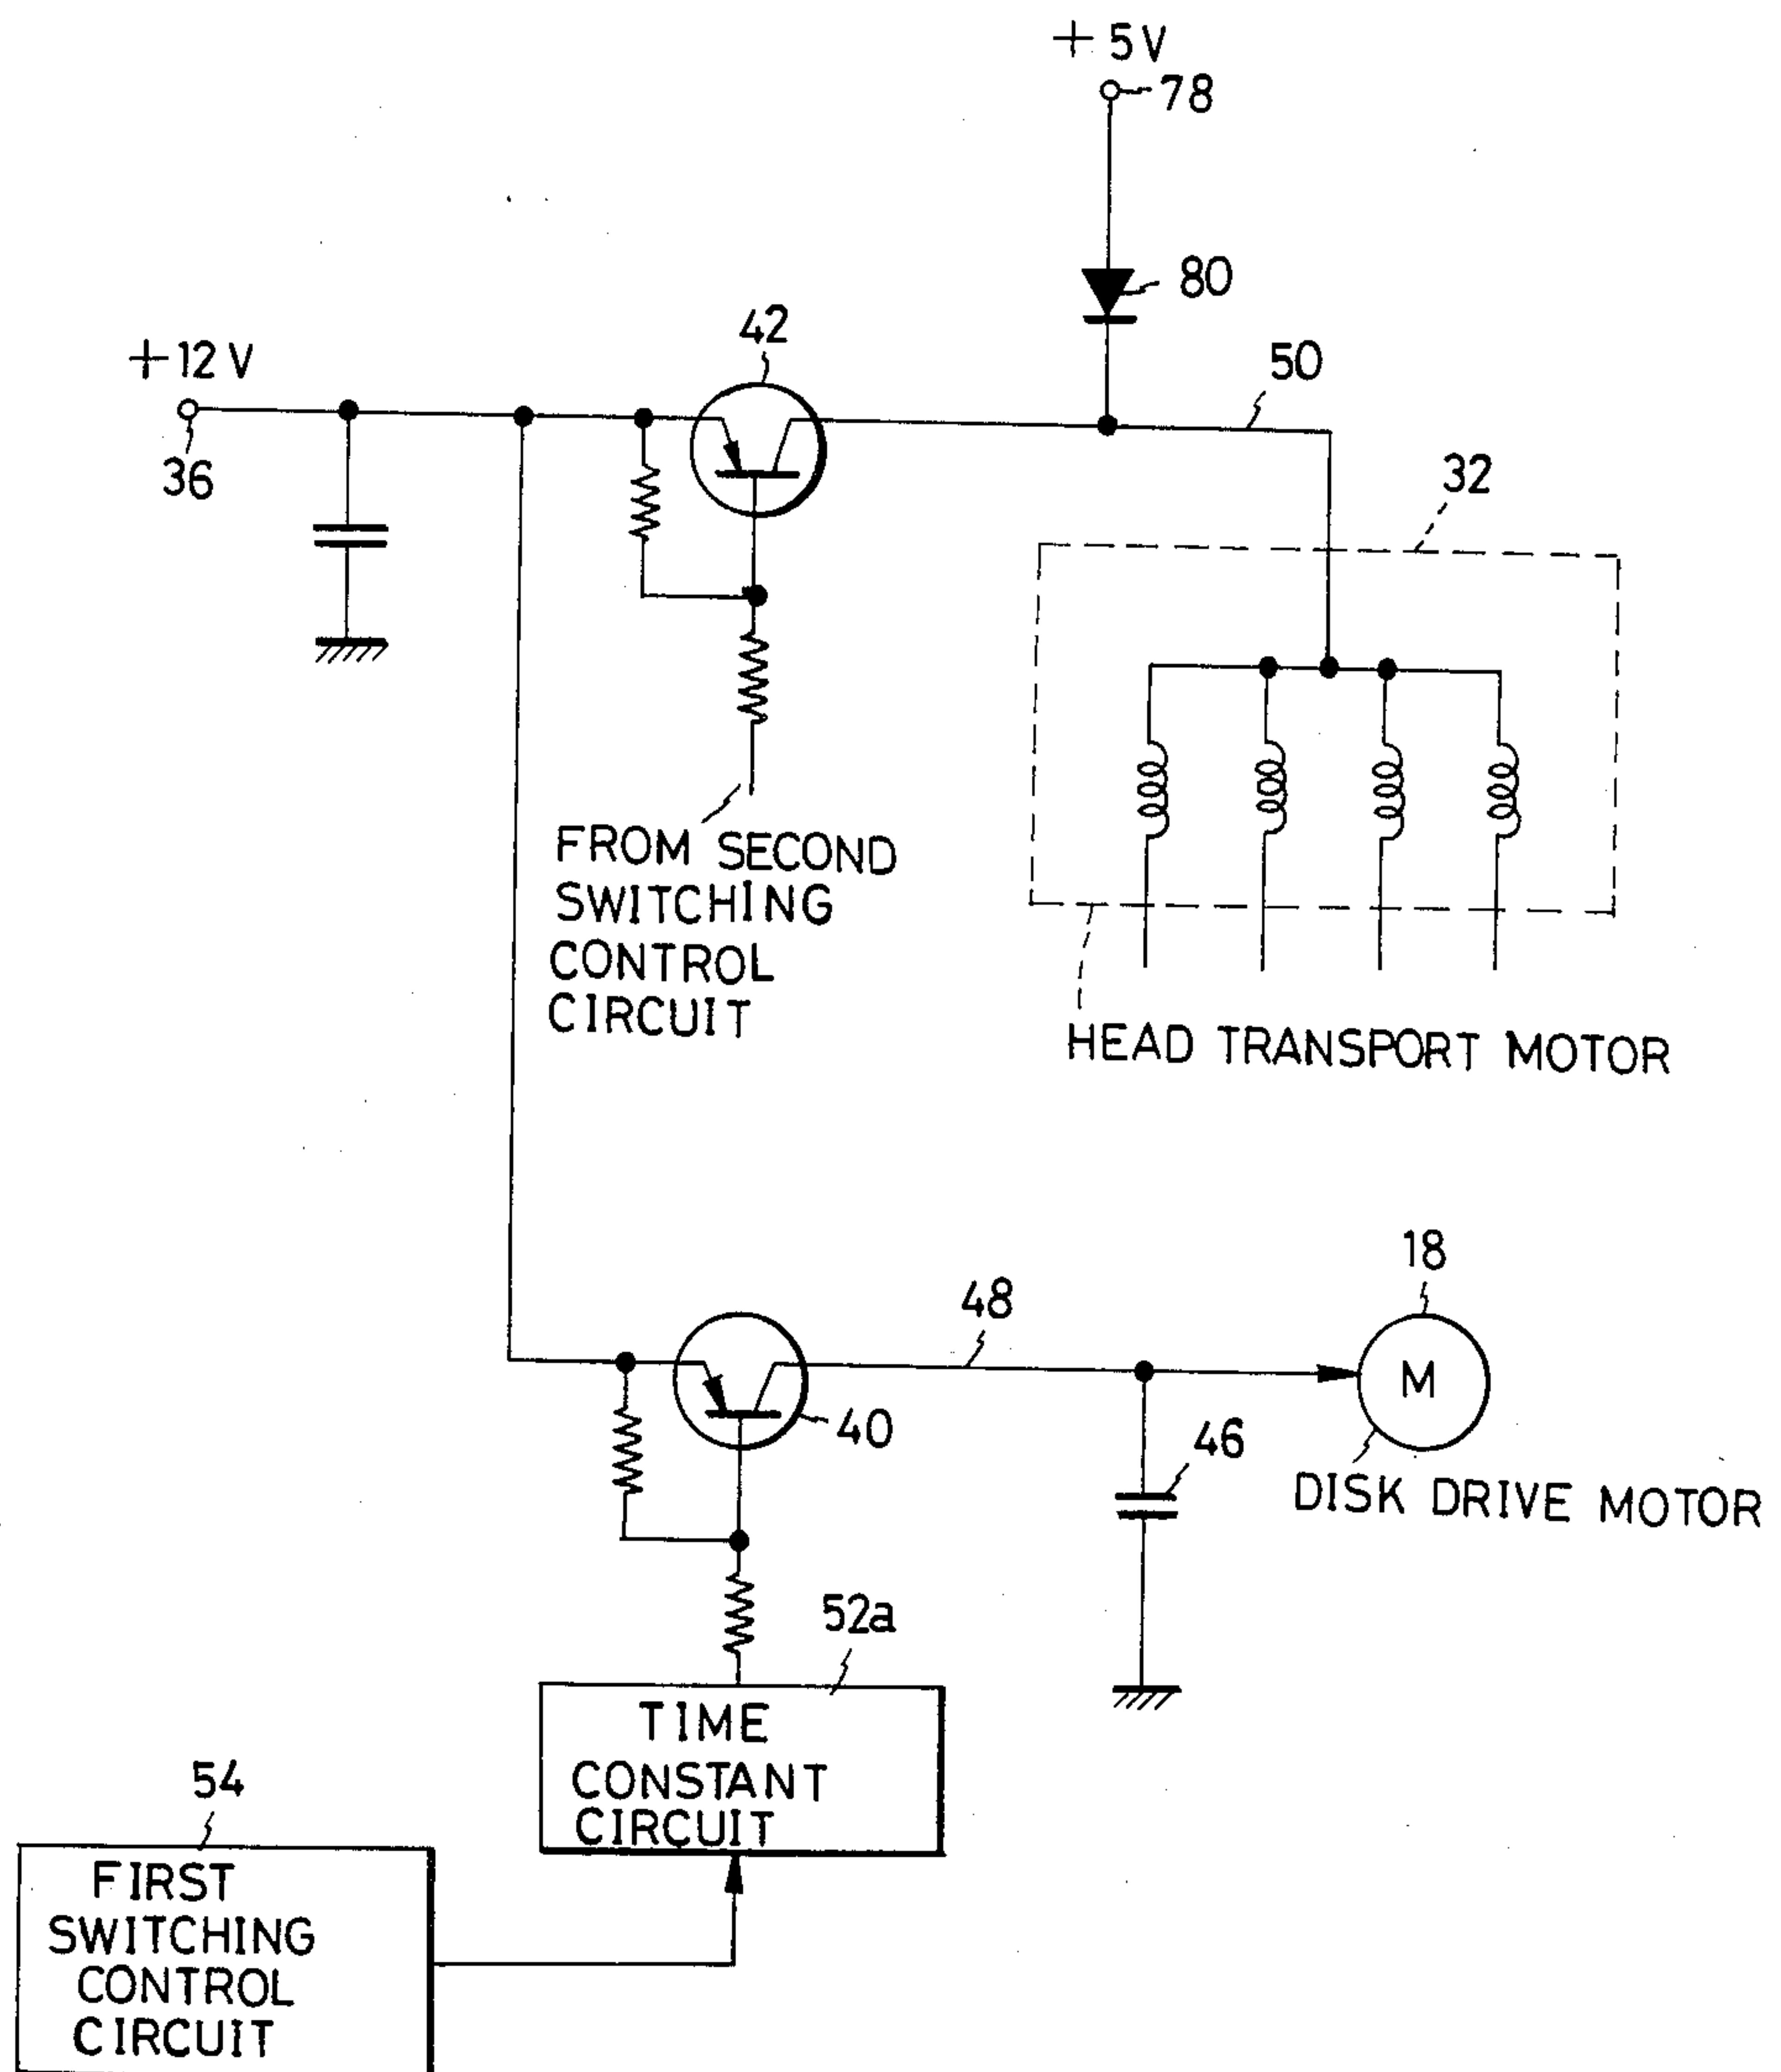 +5V
78
80
42
+12V
50
36
32
FROM SECOND
SWITCHING
CONTROL
CIRCUIT
HEAD TRANSPORT MOTOR
18
48
M
40
46
DISK DRIVE MOTOR
52a
TIME
CONSTANT
CIRCUIT
54
FIRST
SWITCHING
CONTROL
CIRCUIT